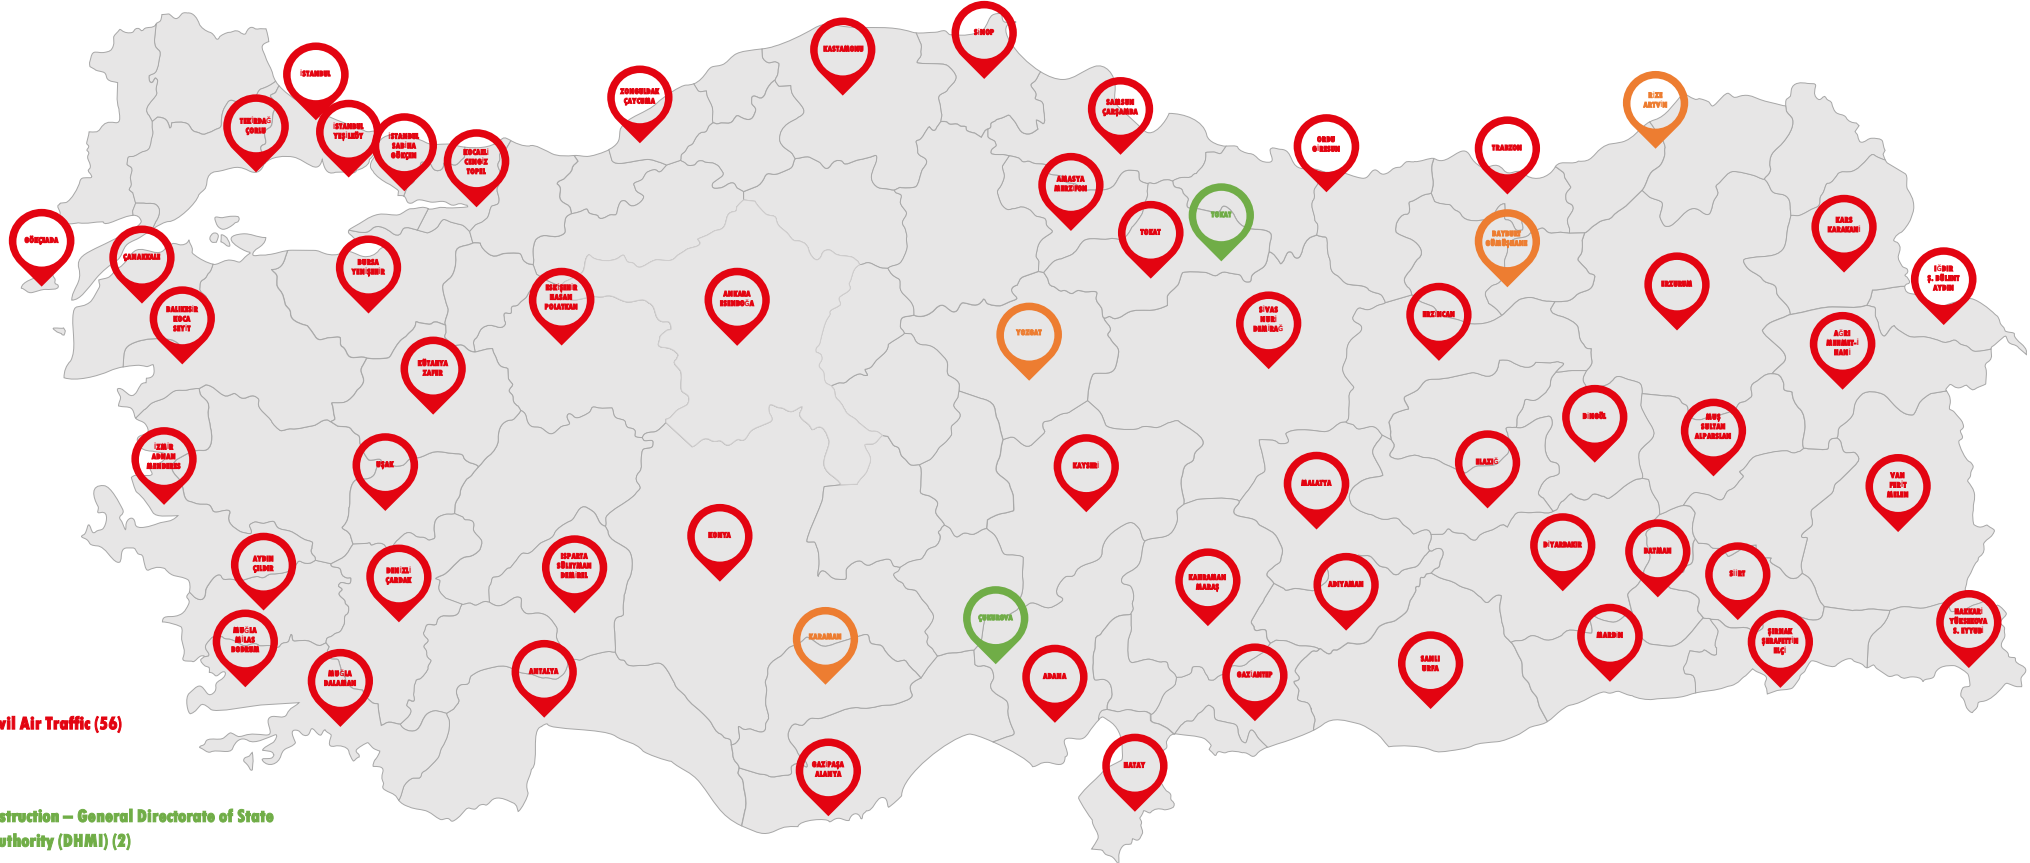 SİNOP
KASTAMONU
İSTANBUL
ZONGULDAK
ÇAYCUMA
SAMSUN
ÇARŞAMBA
RİZE
ARTVİN
TEKİRDAĞ
ÇORLU
İSTANBUL
YEŞİLKÖY
İSTANBUL
SABİHA
GÖKÇEN
KOCAELİ
CENGİZ
TOPEL
ORDU
GİRESUN
TRABZON
AMASYA
MERZİFON
TOKAT
TOKAT
KARS
KARAKANİ
GÖKÇEADA
ÇANAKKALE
BURSA
YENİŞEHİR
BAYBURT
GÜMÜŞHANE
IĞDIR
Ş. BÜLENT
AYDIN
BALIKESİR
KOCA
SEYİT
ESKİŞEHİR
HASAN
POLATKAN
ANKARA
ESENBOĞA
YOZGAT
SİVAS
NURİ
DEMİRAĞ
ERZİNCAN
ERZURUM
AĞRI
AHMET-İ
HANİ
KÜTAHYA
ZAFER
BİNGÖL
MUŞ
SULTAN
ALPARSLAN
İZMİR
ADNAN
MENDERES
UŞAK
KAYSERİ
MALATYA
ELAZIĞ
VAN
FERİT
MELEN
KONYA
AYDIN
ÇILDIR
DENİZLİ
ÇARDAK
ISPARTA
SÜLEYMAN
DEMİREL
KAHRAMAN
MARAŞ
ADIYAMAN
DİYARBAKIR
BATMAN
SİİRT
MUĞLA
MİLAS
BODRUM
KARAMAN
ÇUKUROVA
MARDİN
ŞIRNAK
ŞERAFETTİN
ELÇİ
HAKKARİ
YÜKSEKOVA
S. EYYUBİ
MUĞLA
DALAMAN
ANTALYA
ADANA
GAZİANTEP
SANLI
URFA
vil Air Traffic (56)
GAZİPAŞA
ALANYA
HATAY
struction – General Directorate of State
uthority (DHMI) (2)